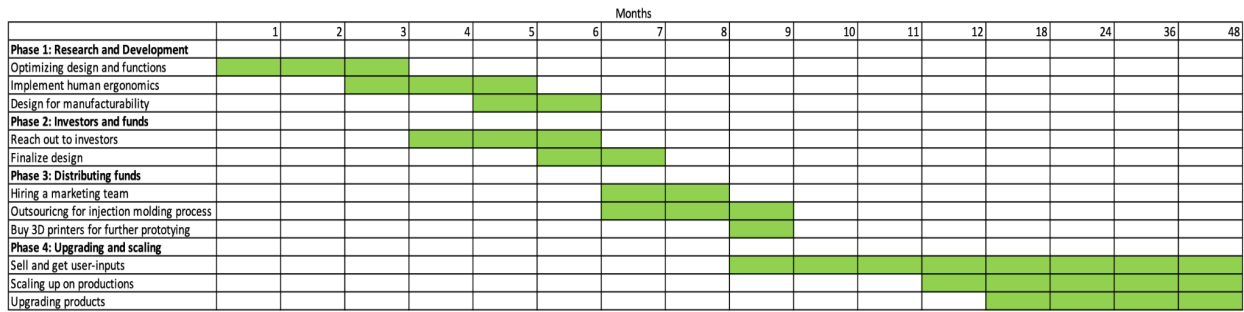 Months
1 2 3 4 5 6 7 8 9 10 11 12 18 24 36 48
Phase 1: Research and Development
Optimizing design and functions
Implement human ergonomics
Design for manufacturability
Phase 2: Investors and funds
Reach out to investors
Finalize design
Phase 3: Distributing funds
Hiring a marketing team
Outsouricng for injection molding process
Buy 3D printers for further prototying
Phase 4: Upgrading and scaling
Sell and get user-inputs
Scaling up on productions
Upgrading products